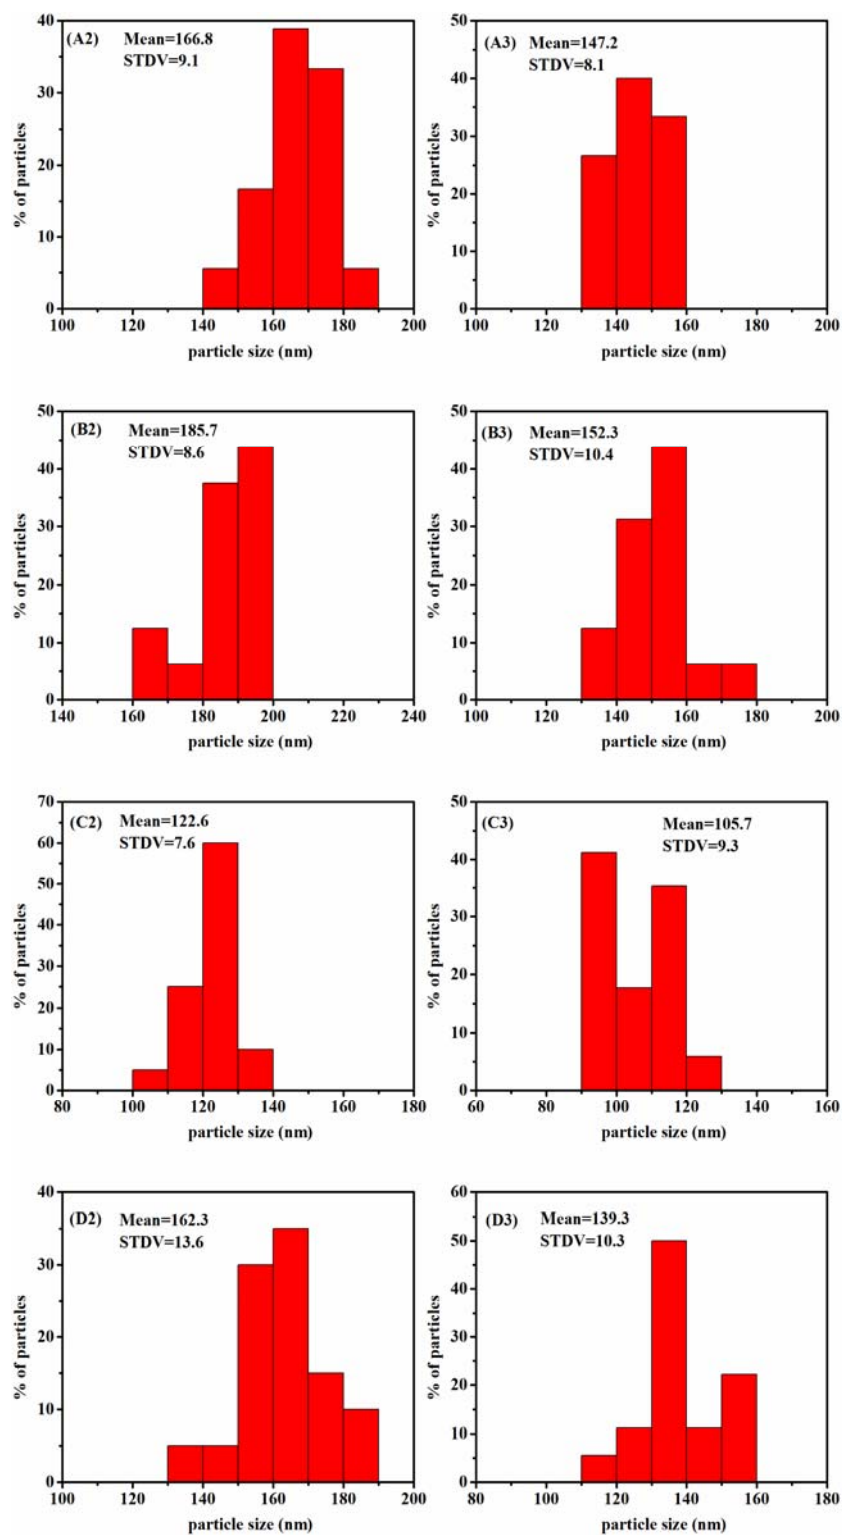 (A2) Mean=166.8
STDV=9.1
40
30
20
10
0
% of particles
100 120 140 160 180 200
particle size (nm)
(A3) Mean=147.2
STDV=8.1
50
40
30
20
10
0
% of particles
100 120 140 160 180 200
particle size (nm)
(B2) Mean=185.7
STDV=8.6
50
40
30
20
10
0
% of particles
140 160 180 200 220 240
particle size (nm)
(B3) Mean=152.3
STDV=10.4
50
40
30
20
10
0
% of particles
100 120 140 160 180 200
particle size (nm)
(C2) Mean=122.6
STDV=7.6
70
60
50
40
30
20
10
0
% of particles
80 100 120 140 160 180
particle size (nm)
(C3) Mean=105.7
STDV=9.3
50
40
30
20
10
0
% of particles
60 80 100 120 140 160
particle size (nm)
(D2) Mean=162.3
STDV=13.6
40
30
20
10
0
% of particles
100 120 140 160 180 200
particle size (nm)
(D3) Mean=139.3
STDV=10.3
60
50
40
30
20
10
0
% of particles
80 100 120 140 160 180
particle size (nm)